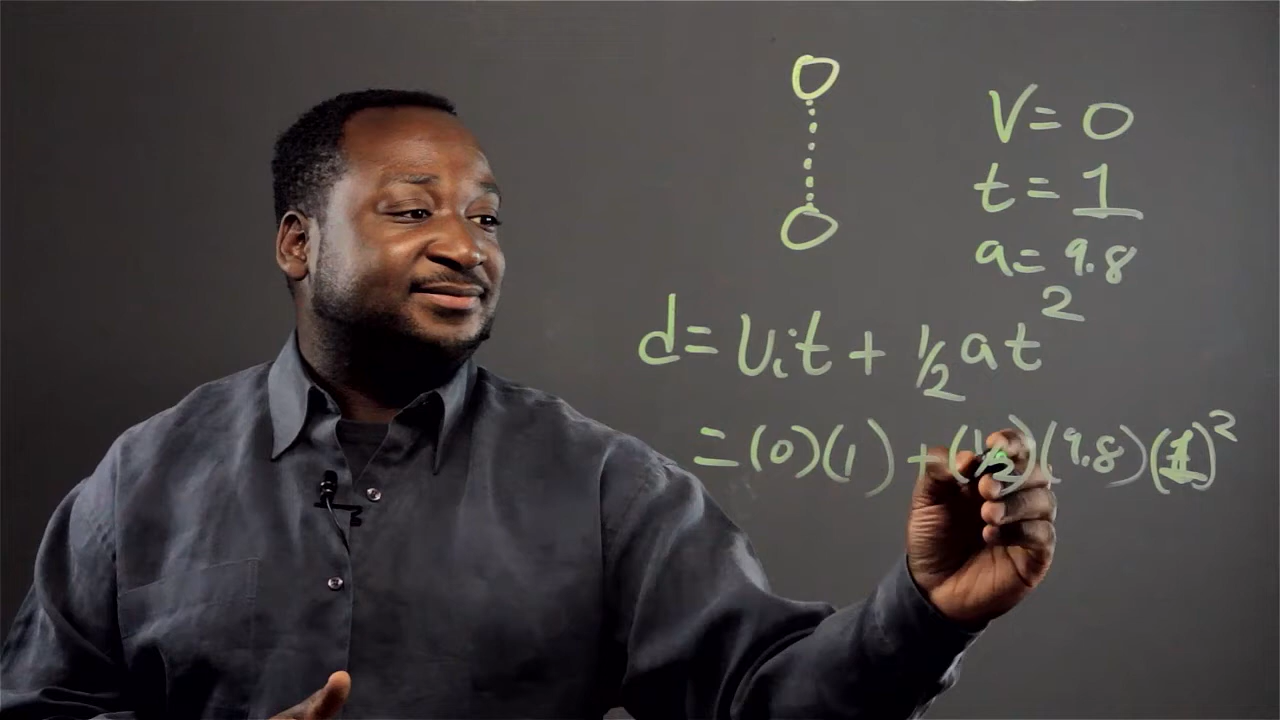 V = 0
t = 1
a = 9.8
d = Vit + ½at²
= (0)(1) + (½)(9.8)(1)²